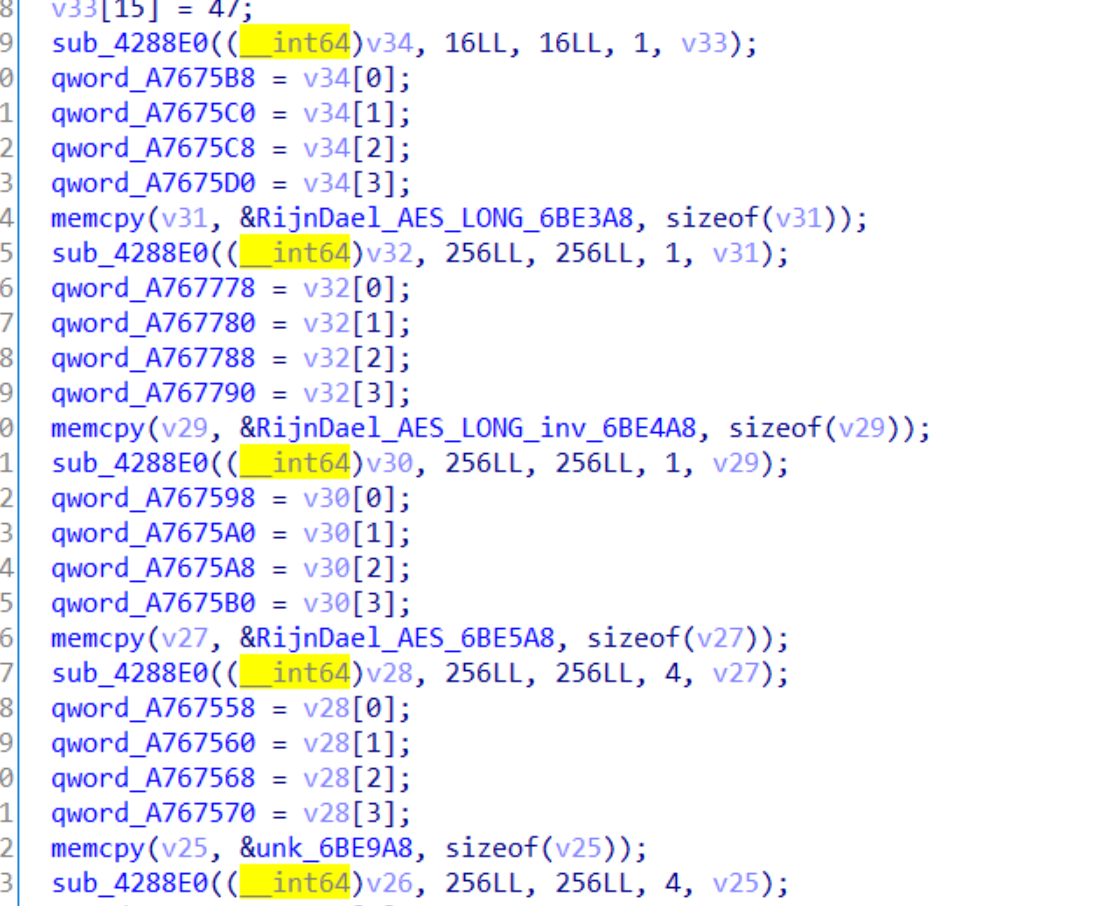 8 v33[15] = 47;
9 sub_4288E0((__int64)v34, 16LL, 16LL, 1, v33);
0 qword_A7675B8 = v34[0];
1 qword_A7675C0 = v34[1];
2 qword_A7675C8 = v34[2];
3 qword_A7675D0 = v34[3];
4 memcpy(v31, &RijnDael_AES_LONG_6BE3A8, sizeof(v31));
5 sub_4288E0((__int64)v32, 256LL, 256LL, 1, v31);
6 qword_A767778 = v32[0];
7 qword_A767780 = v32[1];
8 qword_A767788 = v32[2];
9 qword_A767790 = v32[3];
0 memcpy(v29, &RijnDael_AES_LONG_inv_6BE4A8, sizeof(v29));
1 sub_4288E0((__int64)v30, 256LL, 256LL, 1, v29);
2 qword_A767598 = v30[0];
3 qword_A7675A0 = v30[1];
4 qword_A7675A8 = v30[2];
5 qword_A7675B0 = v30[3];
6 memcpy(v27, &RijnDael_AES_6BE5A8, sizeof(v27));
7 sub_4288E0((__int64)v28, 256LL, 256LL, 4, v27);
8 qword_A767558 = v28[0];
9 qword_A767560 = v28[1];
0 qword_A767568 = v28[2];
1 qword_A767570 = v28[3];
2 memcpy(v25, &unk_6BE9A8, sizeof(v25));
3 sub_4288E0((__int64)v26, 256LL, 256LL, 4, v25);